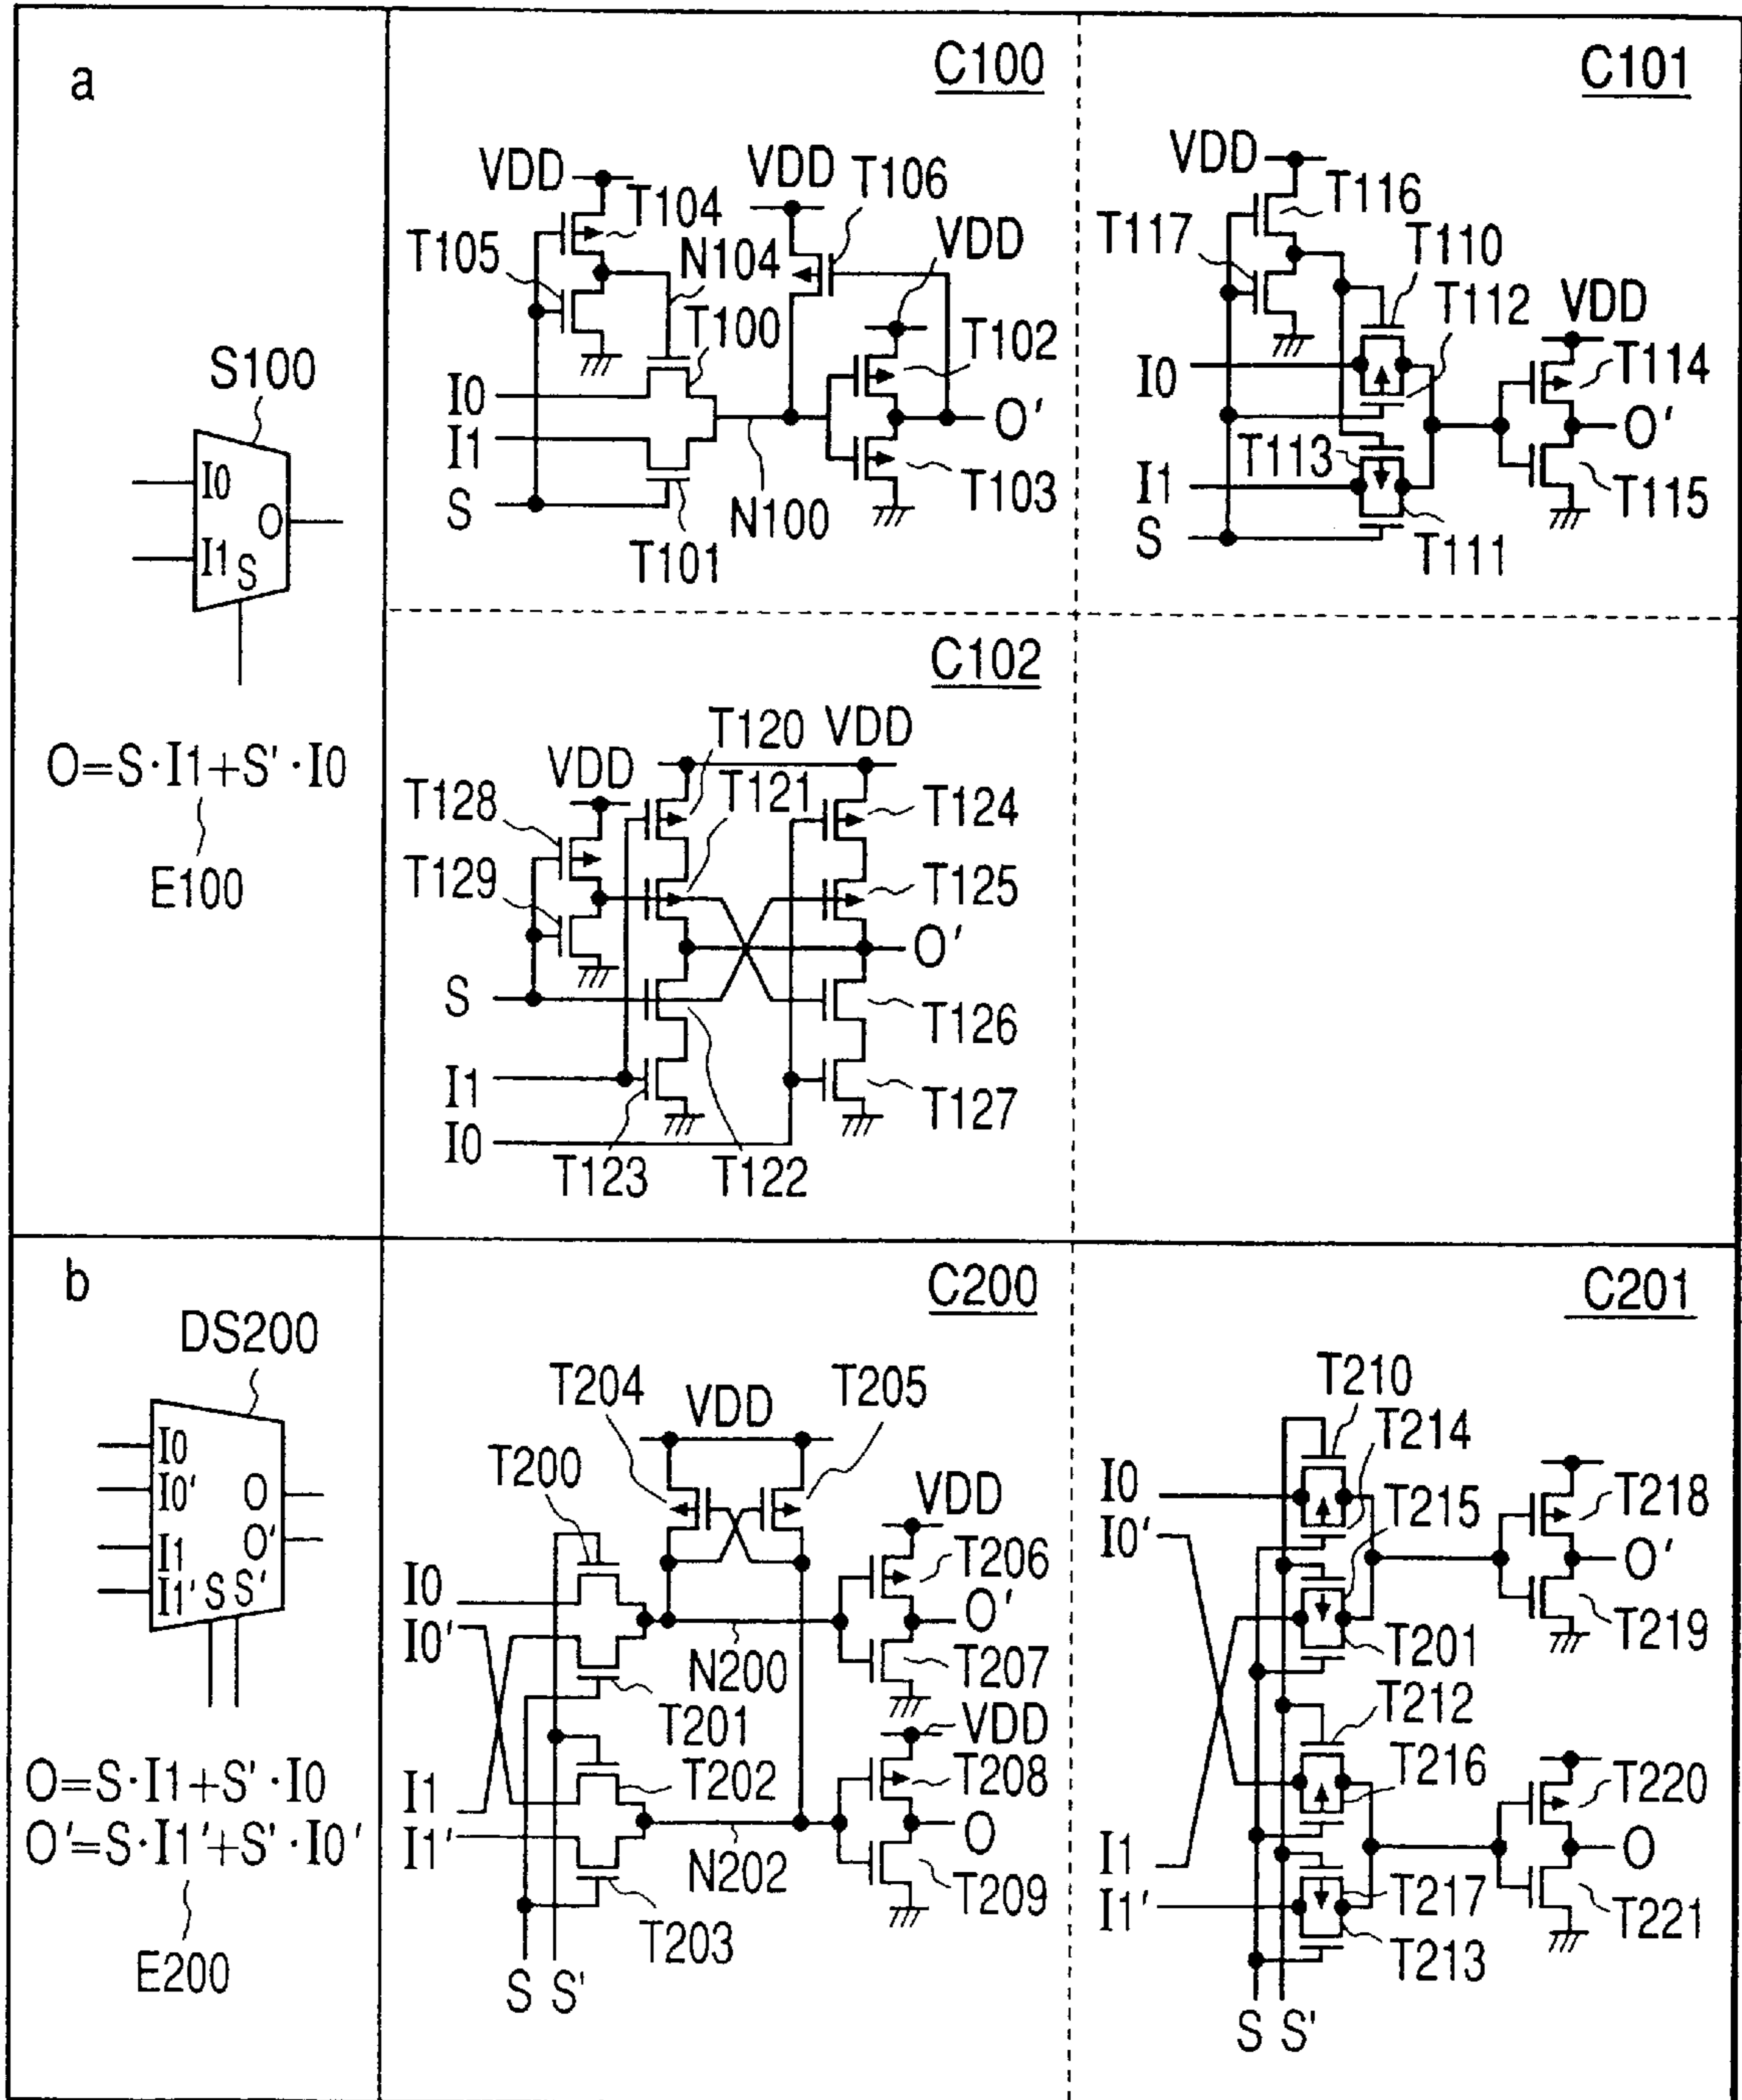 a
S100
I0
I1
S
O
O=S·I1+S'·I0
E100
C100
VDD
T104
T105
N104
T100
VDD
T106
VDD
T102
I0
I1
S
O'
T103
N100
T101
C101
VDD
T116
T117
T110
T112
VDD
T114
I0
O'
T113
I1
T115
S
T111
C102
T120
VDD
VDD
T121
T128
T124
T129
T125
O'
S
T126
I1
T127
I0
T123
T122
b
DS200
I0
I0'
O
I1
O'
I1'
S
S'
O=S·I1+S'·I0
O'=S·I1'+S'·I0'
E200
C200
T204
VDD
T205
T200
VDD
T206
I0
O'
I0'
N200
T207
T201
VDD
T202
T208
I1
O
I1'
N202
T209
T203
S
S'
C201
T210
T214
I0
T215
T218
I0'
O'
T201
T219
T212
T216
T220
I1
O
I1'
T217
T221
T213
S
S'